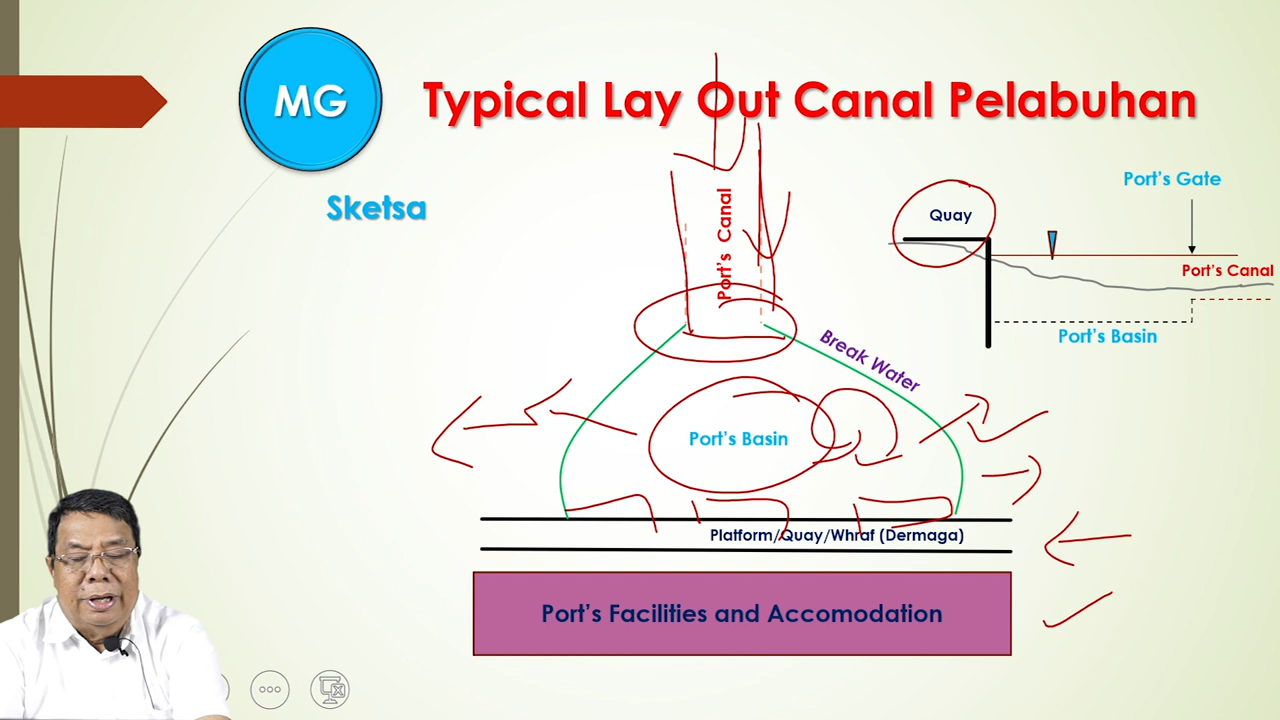 MG
Typical Lay Out Canal Pelabuhan
Sketsa
Port's Canal
Break Water
Port's Basin
Platform/Quay/Whraf (Dermaga)
Port's Facilities and Accomodation
Port's Gate
Quay
Port's Canal
Port's Basin